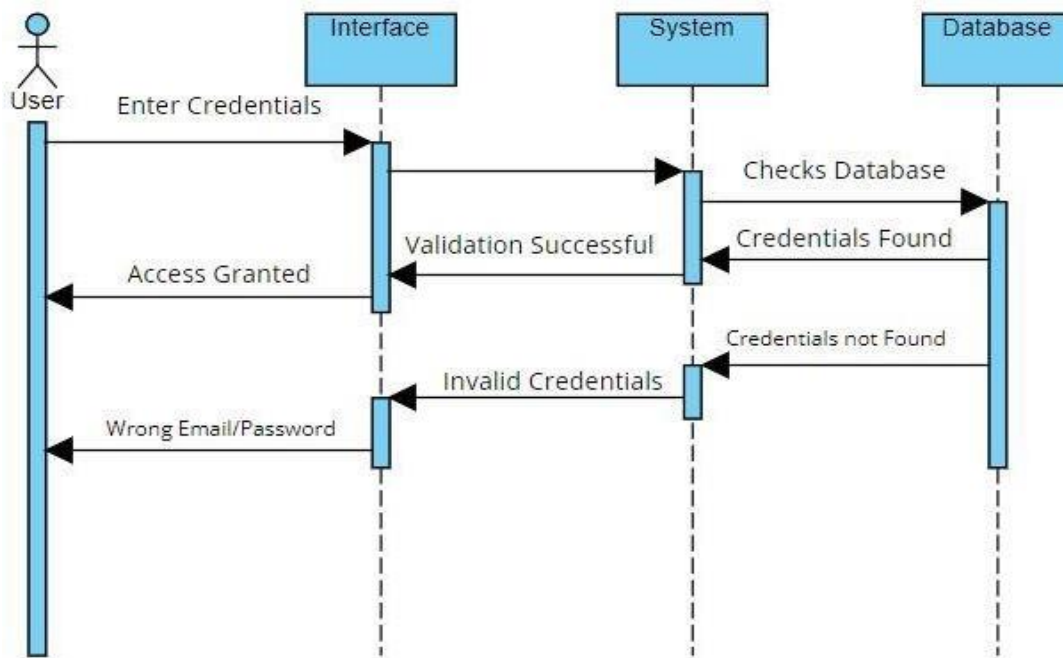 Interface
System
Database
User
Enter Credentials
Checks Database
Credentials Found
Validation Successful
Access Granted
Credentials not Found
Invalid Credentials
Wrong Email/Password